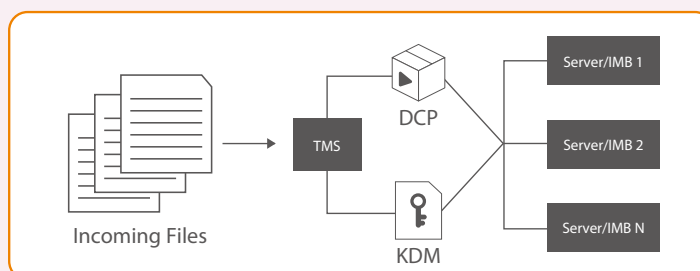 Incoming Files
TMS
DCP
KDM
Server/IMB 1
Server/IMB 2
Server/IMB N